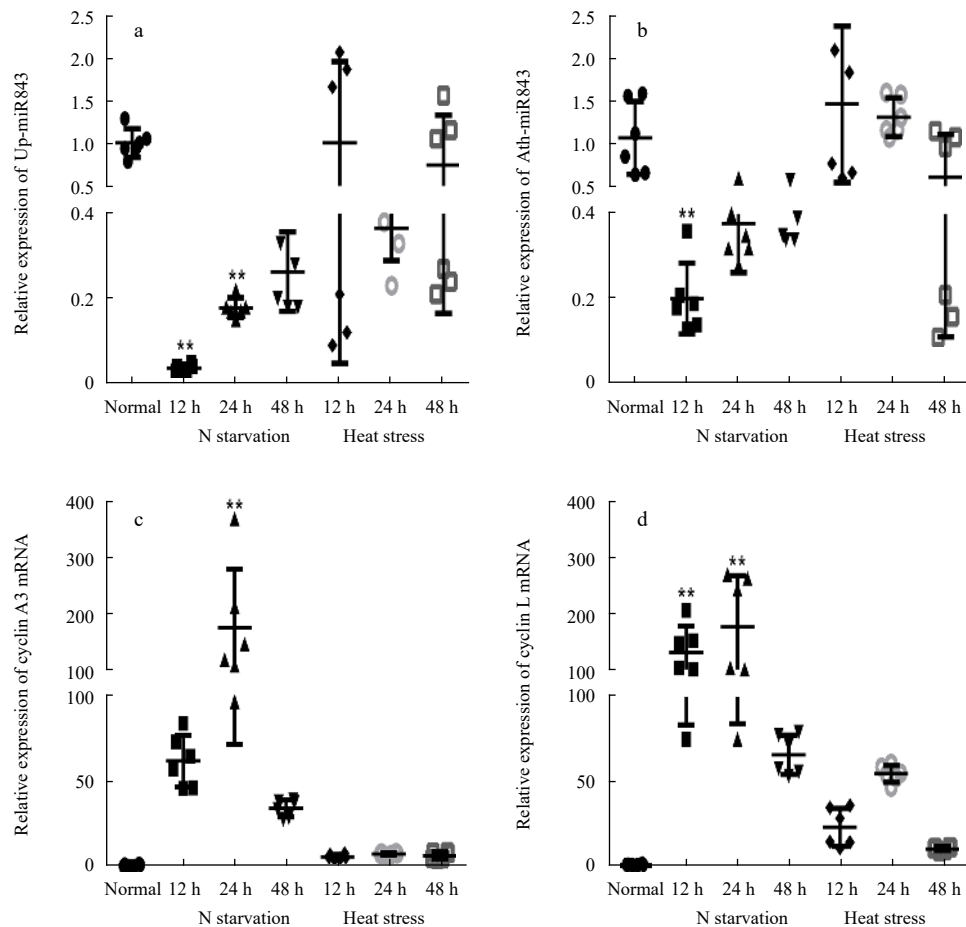 a
Relative expression of Up-miR843
2.5
2.0
1.5
1.0
0.5
0.4
0.2
0
**
**
Normal 12 h 24 h 48 h 12 h 24 h 48 h
N starvation Heat stress
b
Relative expression of Ath-miR843
2.5
2.0
1.5
1.0
0.5
0.4
0.2
0
**
Normal 12 h 24 h 48 h 12 h 24 h 48 h
N starvation Heat stress
c
Relative expression of cyclin A3 mRNA
400
300
200
100
100
50
0
**
Normal 12 h 24 h 48 h 12 h 24 h 48 h
N starvation Heat stress
d
Relative expression of cyclin L mRNA
400
300
200
100
100
50
0
**
**
Normal 12 h 24 h 48 h 12 h 24 h 48 h
N starvation Heat stress